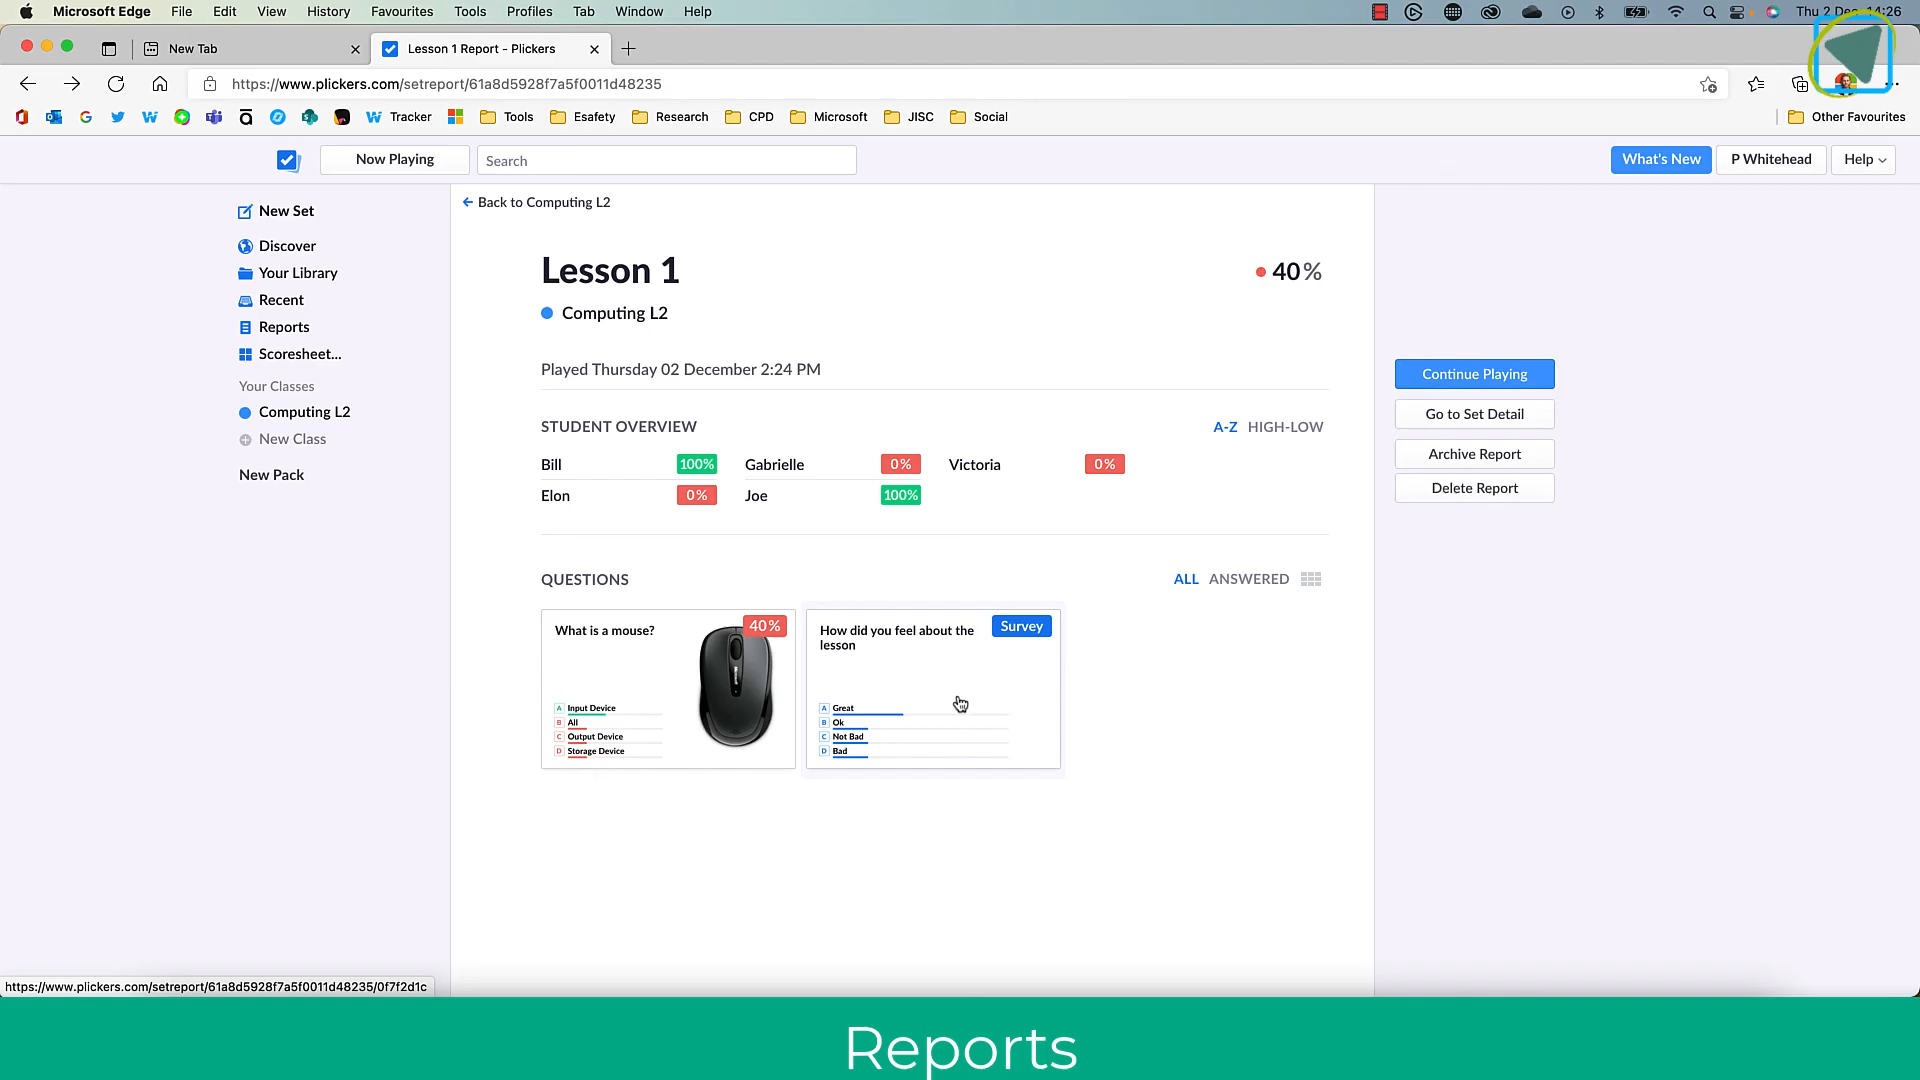 Microsoft Edge File Edit View History Favourites Tools Profiles Tab Window Help
New Tab
Lesson 1 Report - Plickers
https://www.plickers.com/setreport/61a8d5928f7a5f0011d48235
Tracker Tools Esafety Research CPD Microsoft JISC Social Other Favourites
Now Playing
Search
What's New
P Whitehead
Help
New Set
Discover
Your Library
Recent
Reports
Scoresheet...
Your Classes
Computing L2
New Class
New Pack
Back to Computing L2
Lesson 1
40%
Computing L2
Played Thursday 02 December 2:24 PM
STUDENT OVERVIEW
A-Z HIGH-LOW
Bill 100% Gabrielle 0% Victoria 0%
Elon 0% Joe 100%
QUESTIONS
ALL ANSWERED
What is a mouse?
40%
A Input Device
B All
C Output Device
D Storage Device
How did you feel about the
lesson
Survey
A Great
B Ok
C Not Bad
D Bad
Continue Playing
Go to Set Detail
Archive Report
Delete Report
https://www.plickers.com/setreport/61a8d5928f7a5f0011d48235/0f7f2d1c
Reports